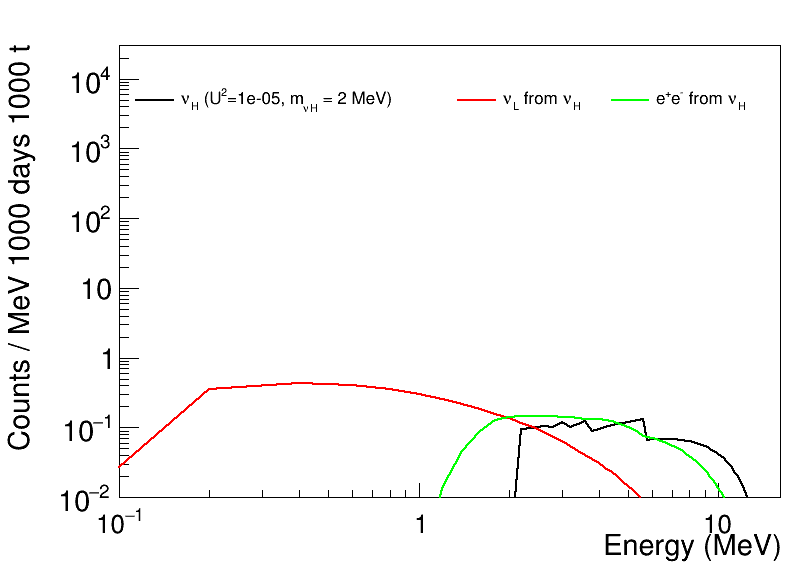 Counts / MeV 1000 days 1000 t
10⁴
10³
10²
10
1
10⁻¹
10⁻²
ν_H (U²=1e-05, m_νH = 2 MeV)
ν_L from ν_H
e⁺e⁻ from ν_H
10⁻¹
1
10
Energy (MeV)